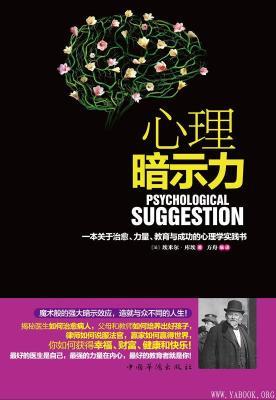 心理
暗示力
PSYCHOLOGICAL
SUGGESTION
一本关于治愈、力量、教育与成功的心理学实践书
[法] 埃米尔·库埃 著 方舟 编译
魔术般的强大暗示效应，造就与众不同的人生！
揭秘医生如何治愈病人，父母和教师如何培养出好孩子，
律师如何说服法官，赢家如何赢得世界，
你如何获得幸福、财富、健康和快乐！
最好的医生是自己，最强的力量在内心，最好的教育者就是你！
中国华侨出版社
WWW.YABOOK.ORG